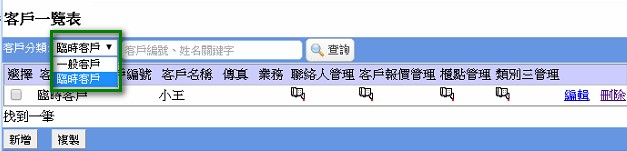 客戶一覽表
客戶分類: 臨時客戶 客戶編號、姓名關鍵字 查詢
一般客戶
臨時客戶
選擇 客 編號 客戶名稱 傳真 業務 聯絡人管理 客戶報價管理 櫃點管理 類別三管理
臨時客戶 小王 編輯 刪除
找到一筆
新增 複製